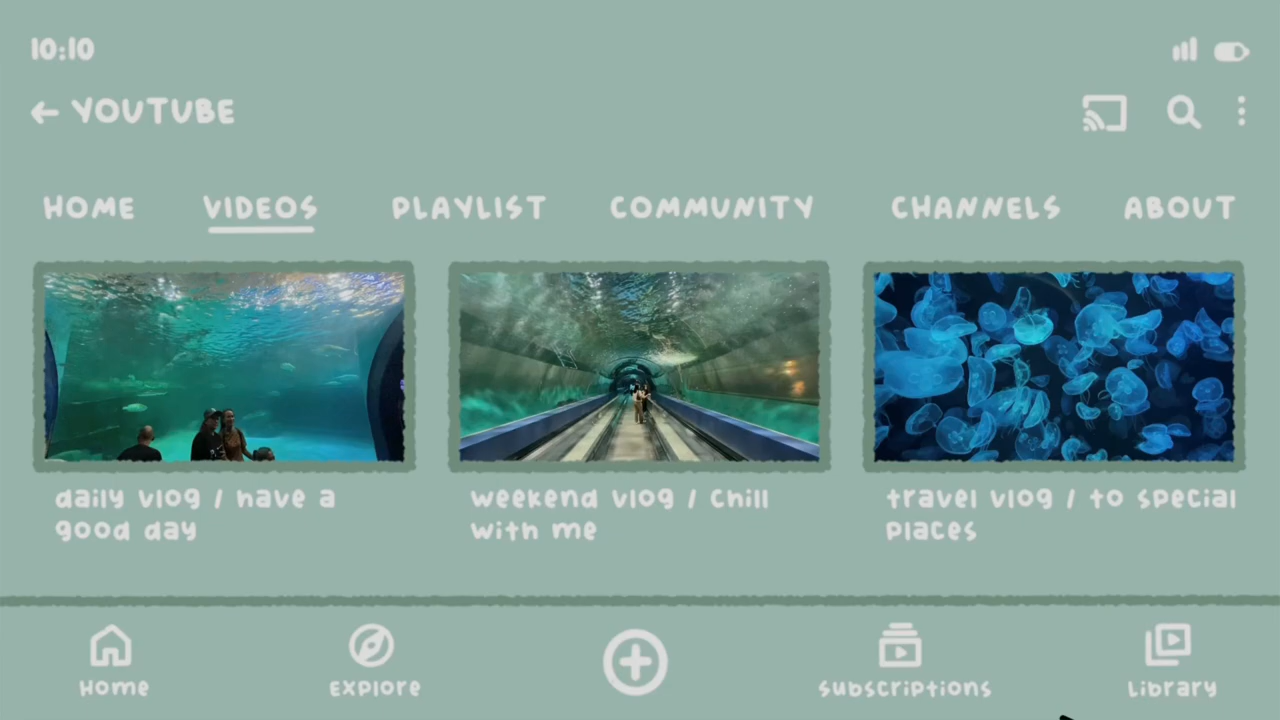 10:10
← YOUTUBE
HOME VIDEOS PLAYLIST COMMUNITY CHANNELS ABOUT
daily vlog / have a
good day
weekend vlog / chill
with me
travel vlog / to special
places
Home Explore Subscriptions Library